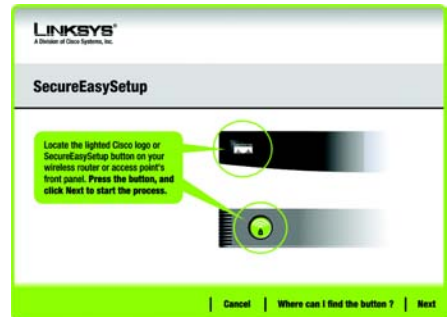 LINKSYS®
A Division of Cisco Systems, Inc.
SecureEasySetup
Locate the lighted Cisco logo or
SecureEasySetup button on your
wireless router or access point's
front panel. Press the button, and
click Next to start the process.
Cancel | Where can I find the button ? | Next